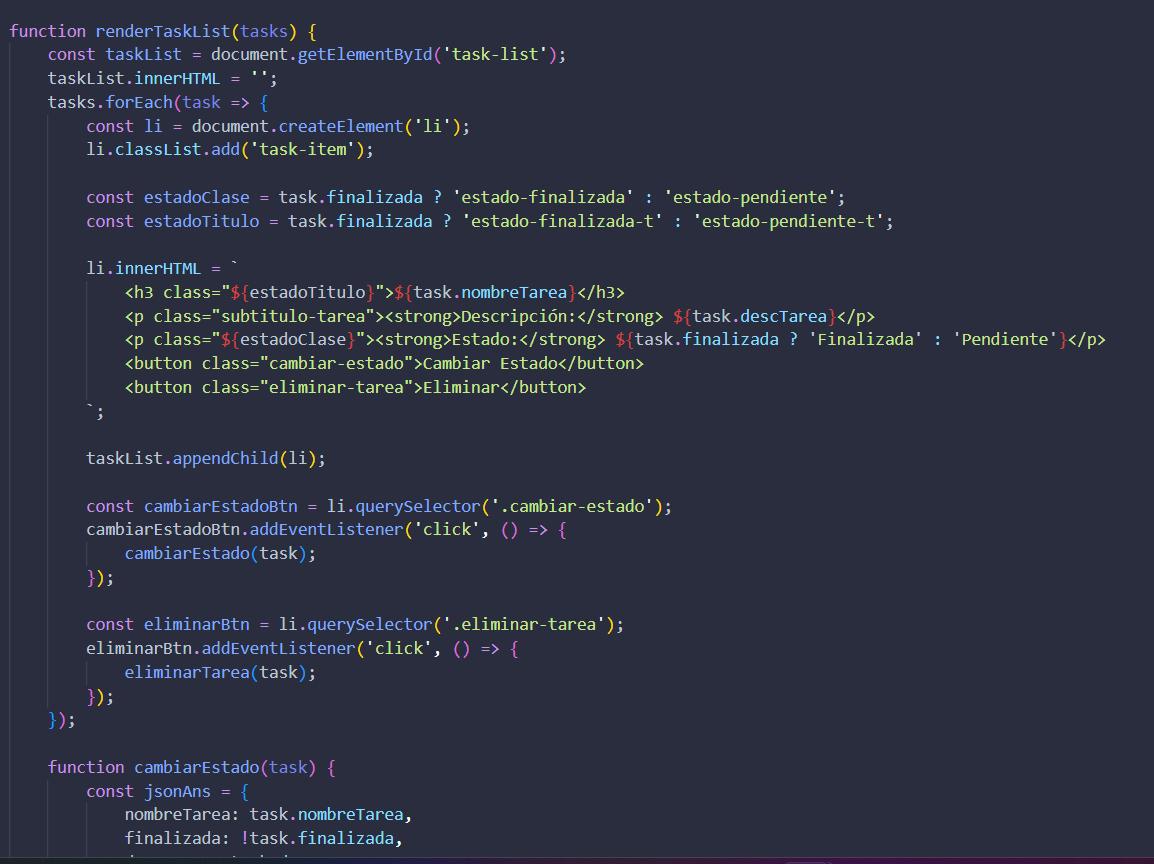 function renderTaskList(tasks) {
    const taskList = document.getElementById('task-list');
    taskList.innerHTML = '';
    tasks.forEach(task => {
        const li = document.createElement('li');
        li.classList.add('task-item');

        const estadoClase = task.finalizada ? 'estado-finalizada' : 'estado-pendiente';
        const estadoTitulo = task.finalizada ? 'estado-finalizada-t' : 'estado-pendiente-t';

        li.innerHTML = `
            <h3 class="${estadoTitulo}">${task.nombreTarea}</h3>
            <p class="subtitulo-tarea"><strong>Descripción:</strong> ${task.descTarea}</p>
            <p class="${estadoClase}"><strong>Estado:</strong> ${task.finalizada ? 'Finalizada' : 'Pendiente'}</p>
            <button class="cambiar-estado">Cambiar Estado</button>
            <button class="eliminar-tarea">Eliminar</button>
        `;

        taskList.appendChild(li);

        const cambiarEstadoBtn = li.querySelector('.cambiar-estado');
        cambiarEstadoBtn.addEventListener('click', () => {
            cambiarEstado(task);
        });

        const eliminarBtn = li.querySelector('.eliminar-tarea');
        eliminarBtn.addEventListener('click', () => {
            eliminarTarea(task);
        });
    });

    function cambiarEstado(task) {
        const jsonAns = {
            nombreTarea: task.nombreTarea,
            finalizada: !task.finalizada,